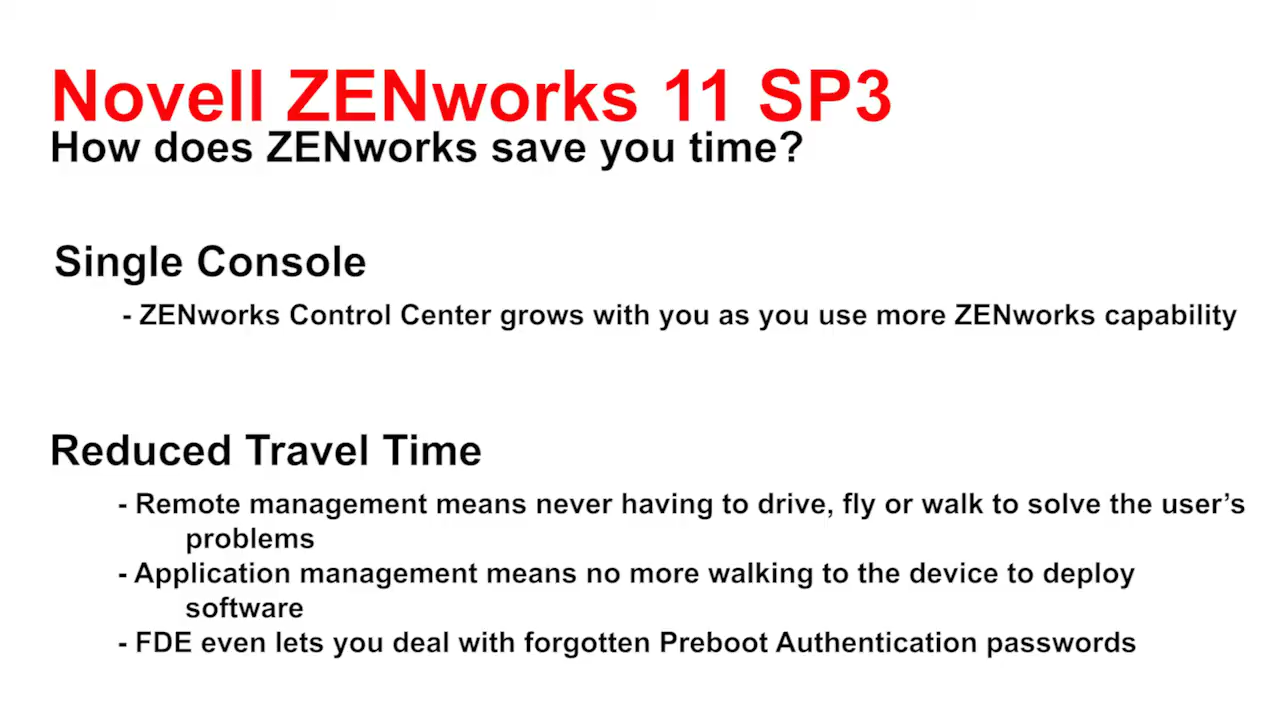 Novell ZENworks 11 SP3
How does ZENworks save you time?
Single Console
- ZENworks Control Center grows with you as you use more ZENworks capability
Reduced Travel Time
- Remote management means never having to drive, fly or walk to solve the user’s
problems
- Application management means no more walking to the device to deploy
software
- FDE even lets you deal with forgotten Preboot Authentication passwords